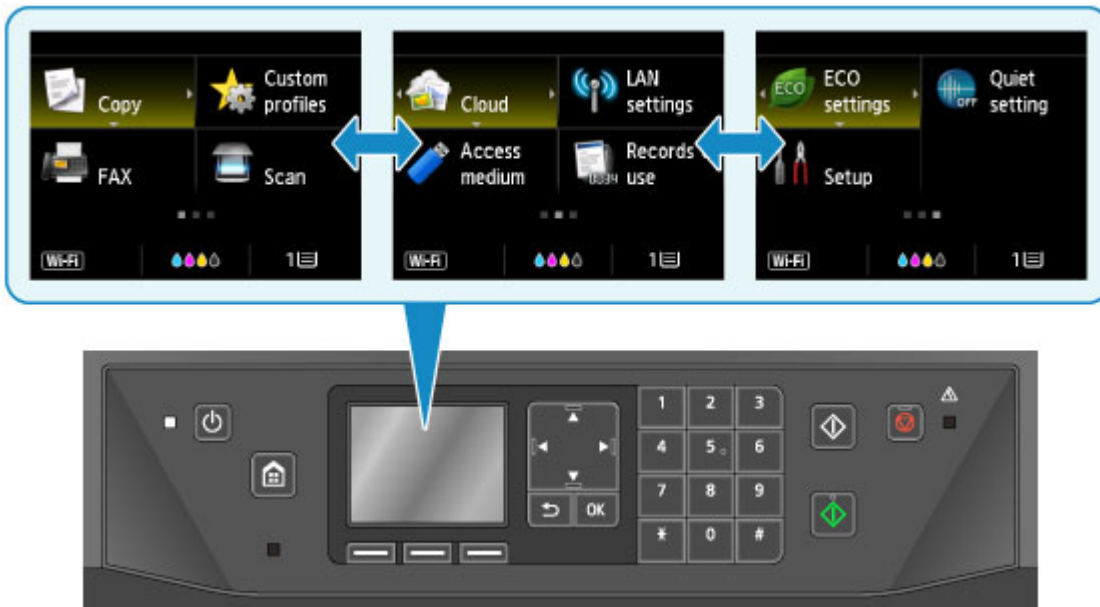 Copy
Custom
profiles
FAX
Scan
Wi-Fi
1
Cloud
LAN
settings
Access
medium
Records
use
Wi-Fi
1
ECO
ECO
settings
OFF
Quiet
setting
Setup
Wi-Fi
1
1 2 3
4 5 6
7 8 9
OK
* 0 #